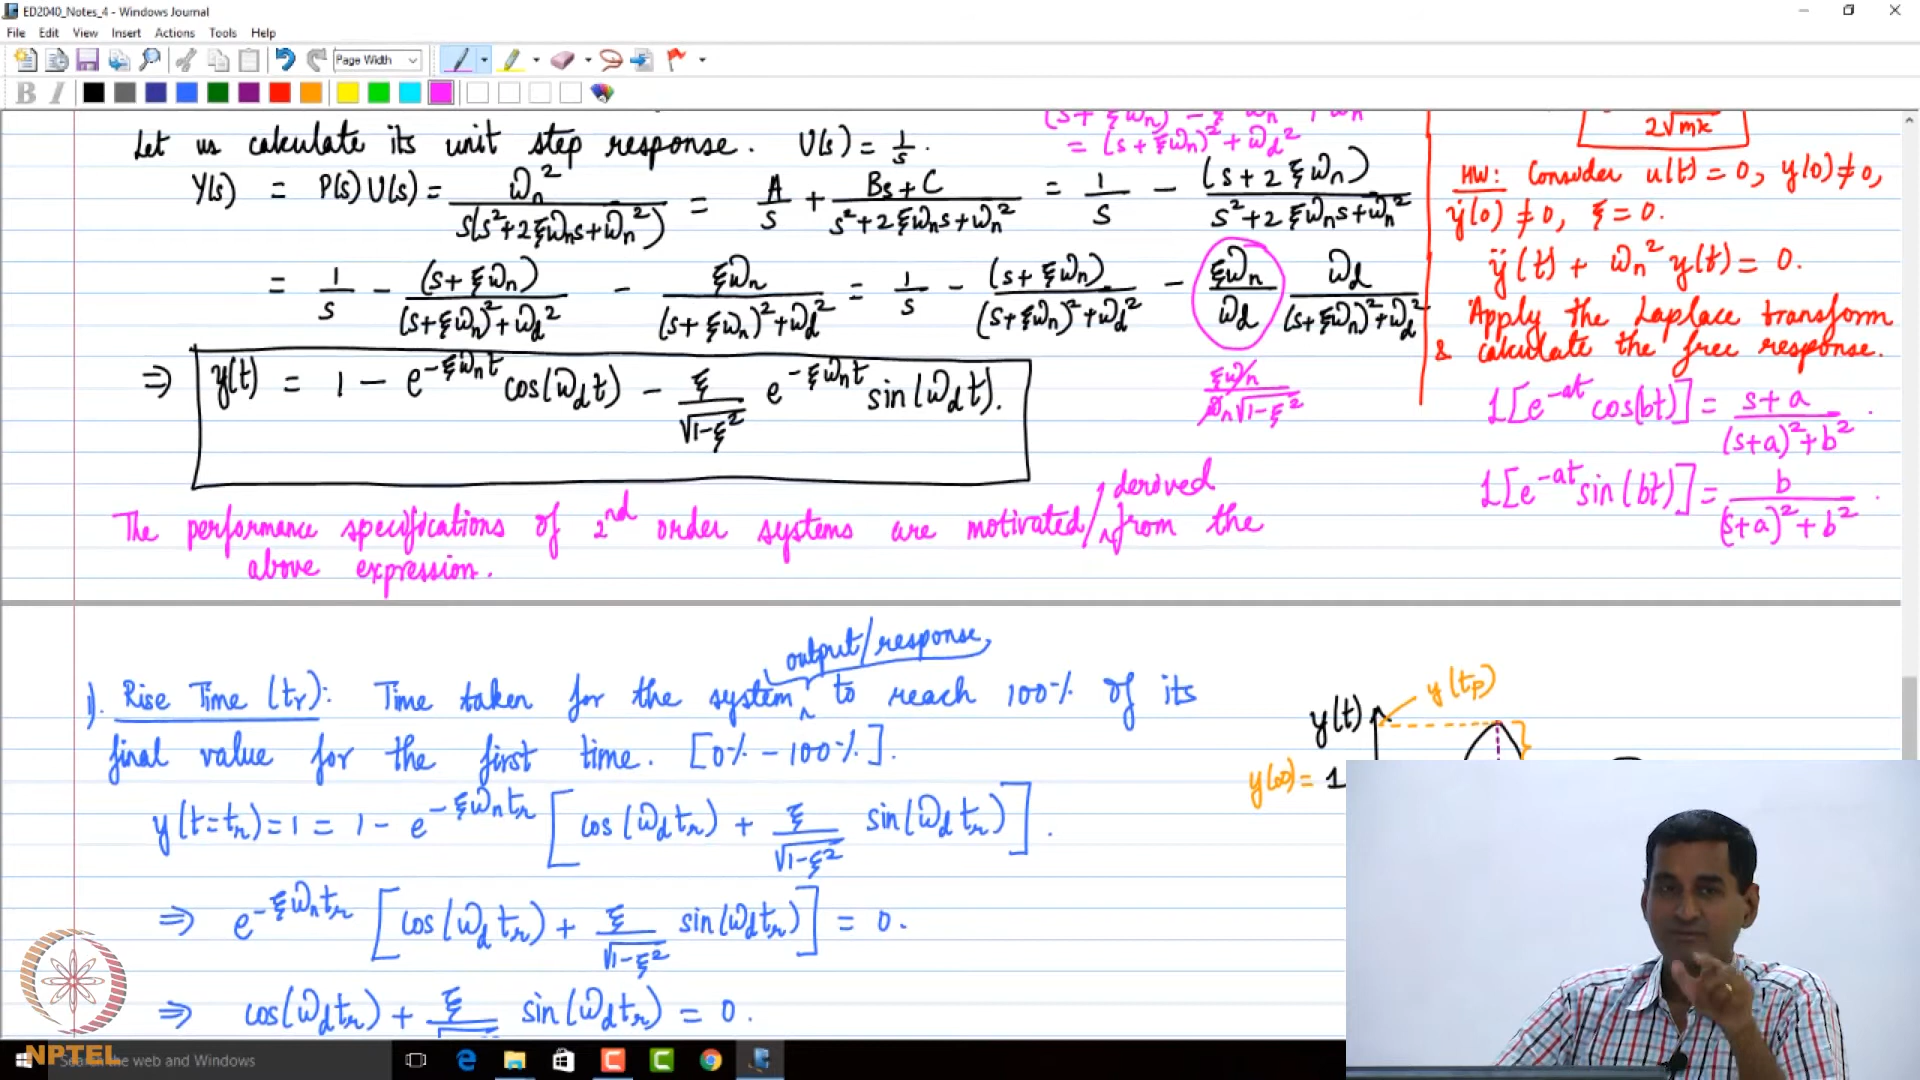 ED2040_Notes_4 - Windows Journal
File Edit View Insert Actions Tools Help
Page Width
B I
Let us calculate its unit step response. U(s) = 1/s.
= (s+ξωn)² + ωd²
Y(s) = P(s) U(s) = ωn²/(s(s²+2ξωns+ωn²)) = A/s + (Bs+C)/(s²+2ξωns+ωn²) = 1/s - (s+2ξωn)/(s²+2ξωns+ωn²)
= 1/s - (s+ξωn)/((s+ξωn)²+ωd²) - ξωn/((s+ξωn)²+ωd²) = 1/s - (s+ξωn)/((s+ξωn)²+ωd²) - ξωn/ωd ωd/((s+ξωn)²+ωd²)
⇒ y(t) = 1 - e^(-ξωnt) cos(ωdt) - ξ/√(1-ξ²) e^(-ξωnt) sin(ωdt).
ξωn/(ωn√(1-ξ²))
The performance specifications of 2nd order systems are motivated/derived from the
above expression.
2√mk
HW: Consider u(t) = 0, y(0) ≠ 0,
ẏ(0) ≠ 0, ξ = 0.
ÿ(t) + ωn² y(t) = 0.
Apply the Laplace transform
& calculate the free response.
L[e^(-at) cos(bt)] = (s+a)/((s+a)²+b²).
L[e^(-at) sin(bt)] = b/((s+a)²+b²).
output/response
1). Rise Time (tr): Time taken for the system to reach 100% of its
final value for the first time. [0% - 100%].
y(t=tr) = 1 = 1 - e^(-ξωntr) [cos(ωdtr) + ξ/√(1-ξ²) sin(ωdtr)].
⇒ e^(-ξωntr) [cos(ωdtr) + ξ/√(1-ξ²) sin(ωdtr)] = 0.
⇒ cos(ωdtr) + ξ/ sin(ωdtr) = 0.
y(tp)
y(t)
y(∞) = 1
NPTEL
Search the web and Windows